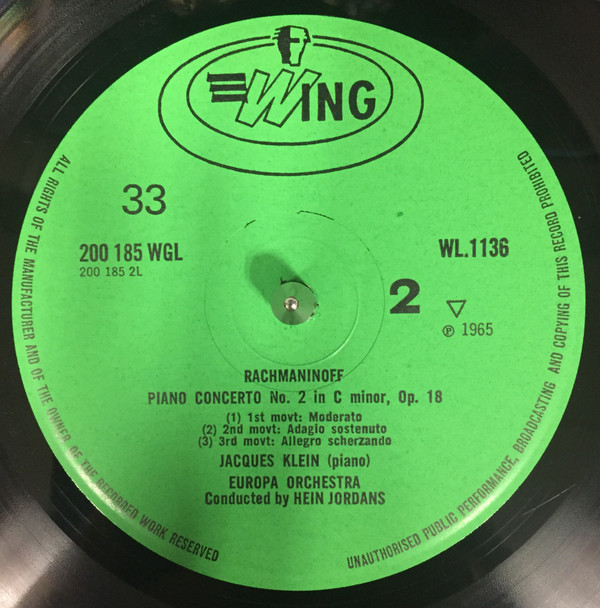 WING
33
200 185 WGL
200 185 2L
WL.1136
2
℗ 1965
RACHMANINOFF
PIANO CONCERTO No. 2 in C minor, Op. 18
(1) 1st movt: Moderato
(2) 2nd movt: Adagio sostenuto
(3) 3rd movt: Allegro scherzando
JACQUES KLEIN (piano)
EUROPA ORCHESTRA
Conducted by HEIN JORDANS
ALL RIGHTS OF THE MANUFACTURER AND OF THE OWNER OF THE RECORDED WORK RESERVED
UNAUTHORISED PUBLIC PERFORMANCE, BROADCASTING AND COPYING OF THIS RECORD PROHIBITED